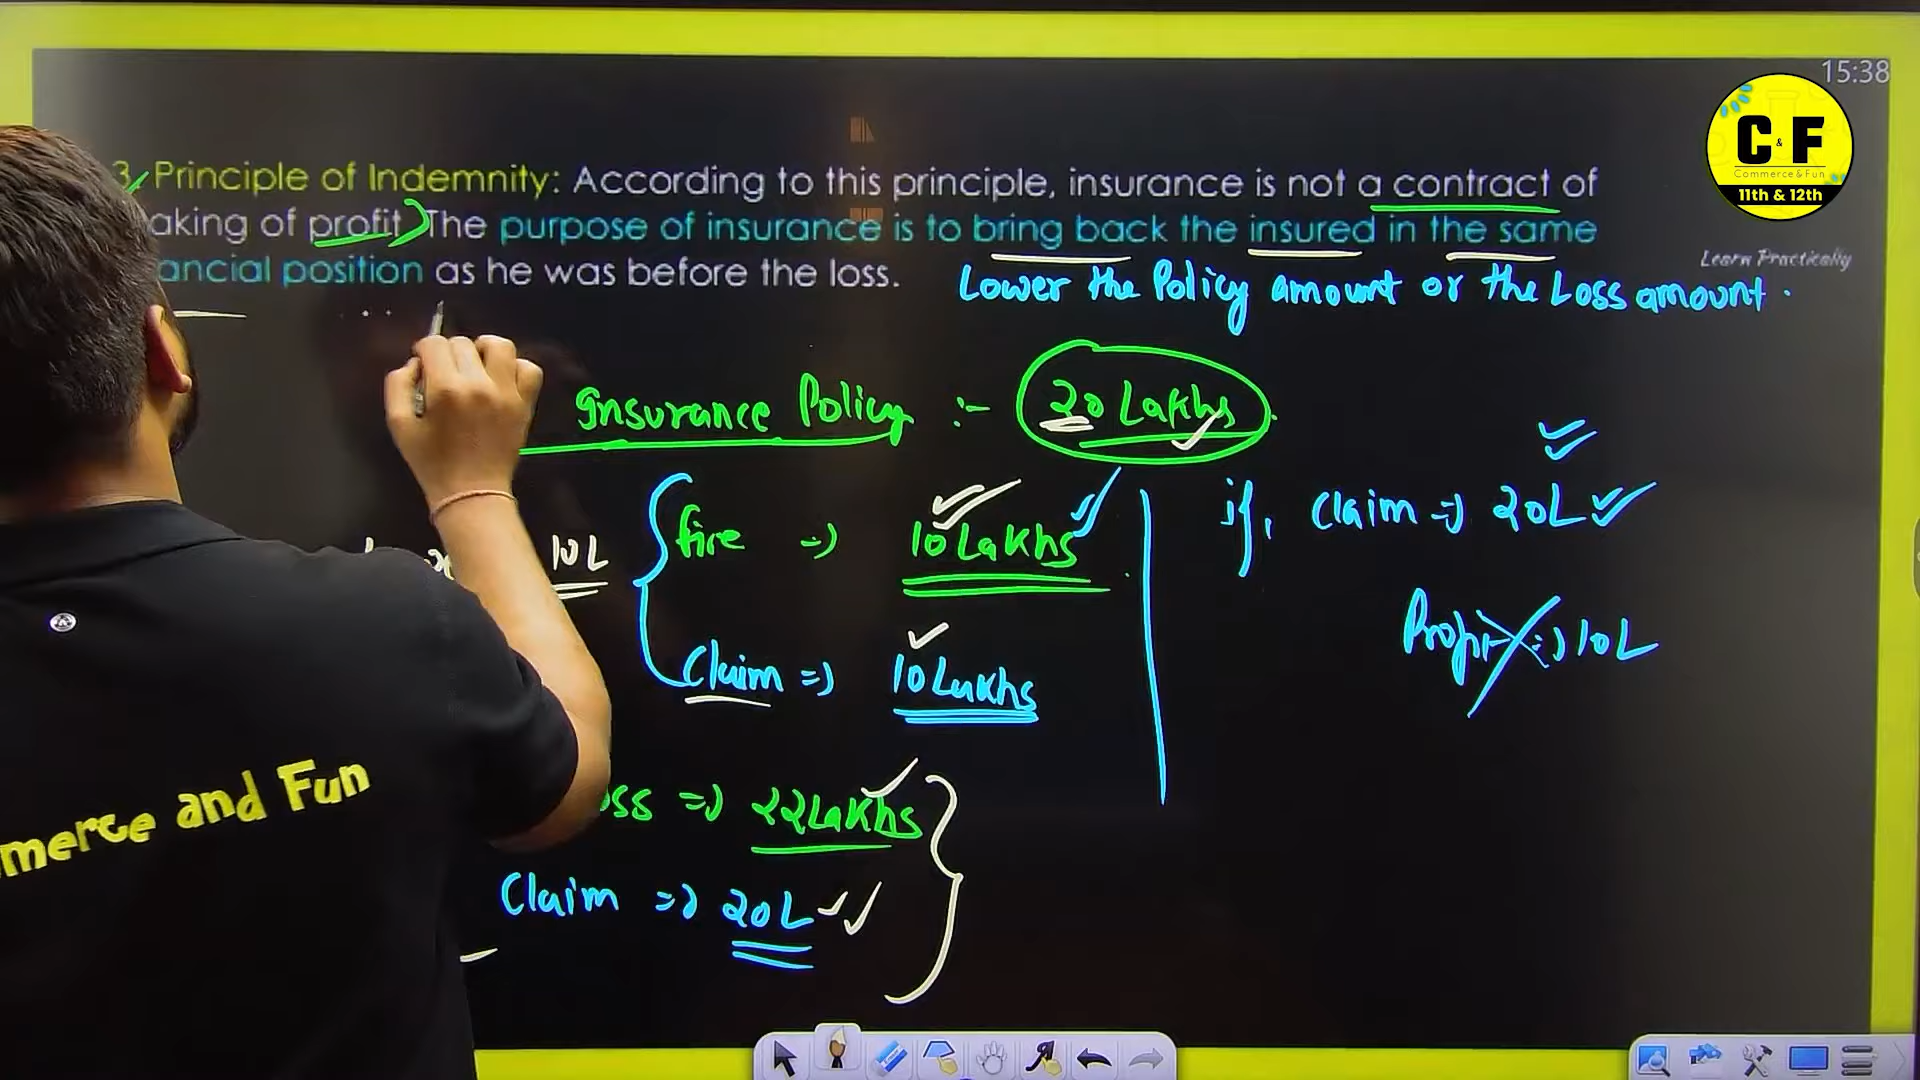 15:38
C & F
Commerce & Fun
11th & 12th
Learn Practically
3 Principle of Indemnity: According to this principle, insurance is not a contract of
aking of profit The purpose of insurance is to bring back the insured in the same
ancial position as he was before the loss.
Lower the Policy amount or the Loss amount.
Insurance Policy :- 20 Lakhs.
10L
fire => 10 Lakhs
Claim => 10 Lakhs
if, Claim => 20L
Profit => 10L
oss => 22 Lakhs
Claim => 20L
merce and Fun